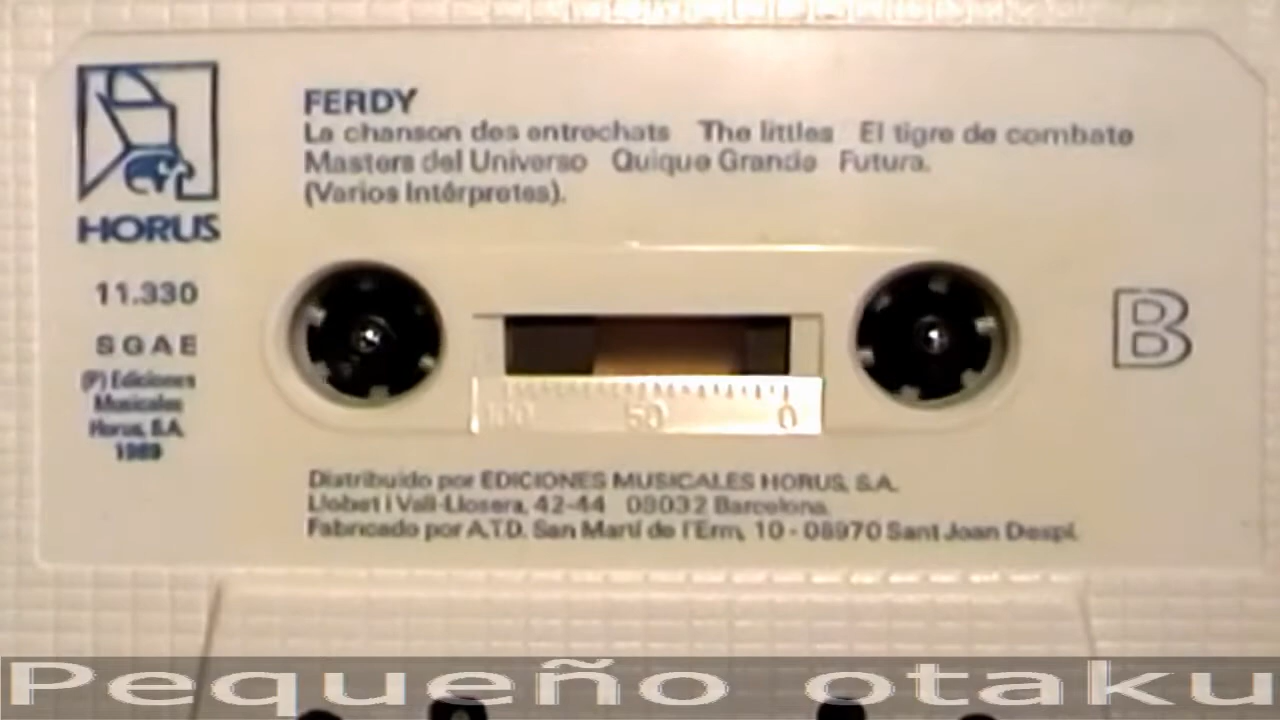 FERDY
La chanson des entrechats The littles El tigre de combate
Masters del Universo Quique Grande Futura.
(Varios Intérpretes).
HORUS
11.330
SGAE
(P) Ediciones
Musicales
Horus, S.A.
1989
B
100 50 0
Distribuido por EDICIONES MUSICALES HORUS, S.A.
Llobet i Vall-Llosera, 42-44 08032 Barcelona.
Fabricado por A.T.D. San Martí de l'Erm, 10 - 08970 Sant Joan Despí.
Pequeño otaku